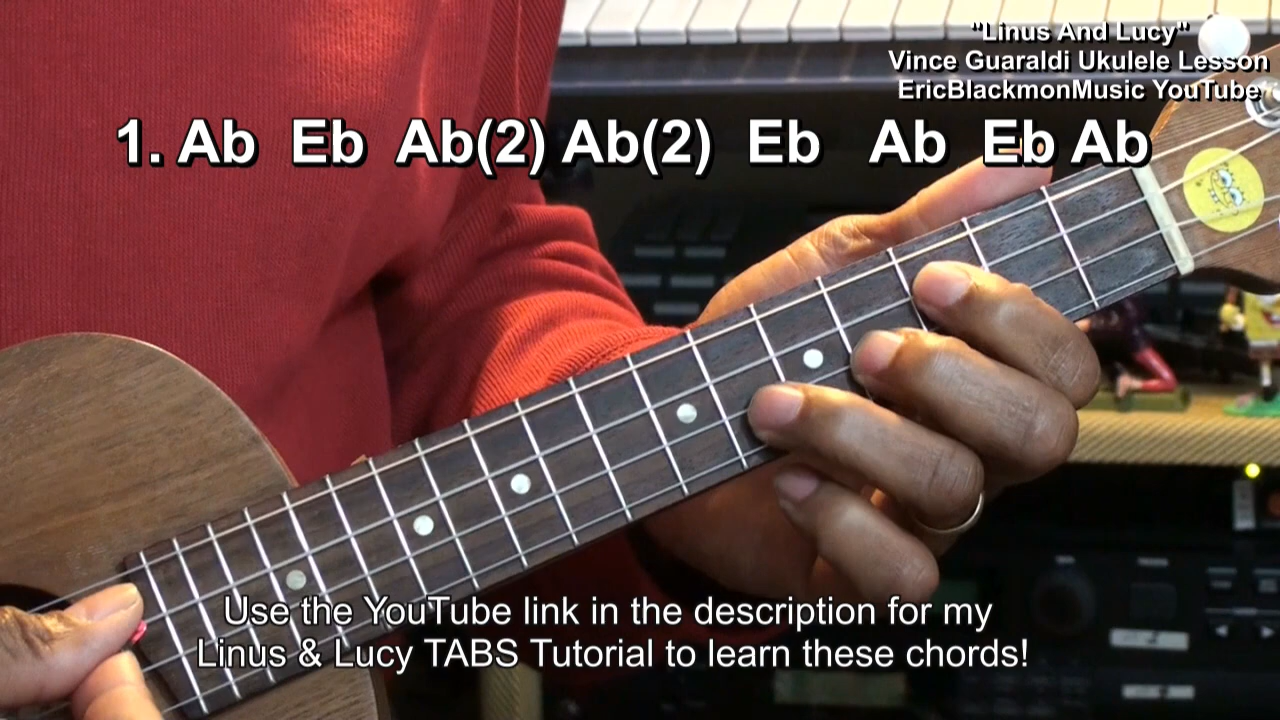 "Linus And Lucy"
Vince Guaraldi Ukulele Lesson
EricBlackmonMusic YouTube
1. Ab Eb Ab(2) Ab(2) Eb Ab Eb Ab
Use the YouTube link in the description for my
Linus & Lucy TABS Tutorial to learn these chords!